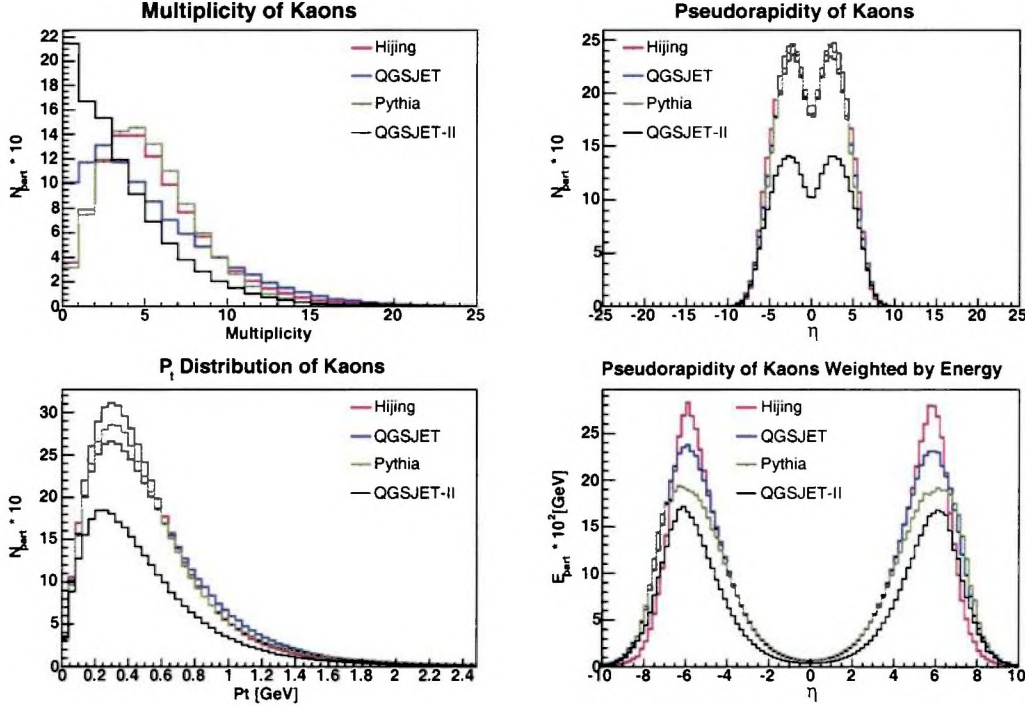 Multiplicity of Kaons
N_part * 10
22
20
18
16
14
12
10
8
6
4
2
0
Hijing
QGSJET
Pythia
QGSJET-II
0 5 10 15 20 25
Multiplicity
Pseudorapidity of Kaons
N_part * 10
25
20
15
10
5
0
Hijing
QGSJET
Pythia
QGSJET-II
-25 -20 -15 -10 -5 0 5 10 15 20 25
η
P_t Distribution of Kaons
N_part * 10
30
25
20
15
10
5
0
Hijing
QGSJET
Pythia
QGSJET-II
0 0.2 0.4 0.6 0.8 1 1.2 1.4 1.6 1.8 2 2.2 2.4
Pt [GeV]
Pseudorapidity of Kaons Weighted by Energy
E_part * 10² [GeV]
25
20
15
10
5
0
Hijing
QGSJET
Pythia
QGSJET-II
-10 -8 -6 -4 -2 0 2 4 6 8 10
η